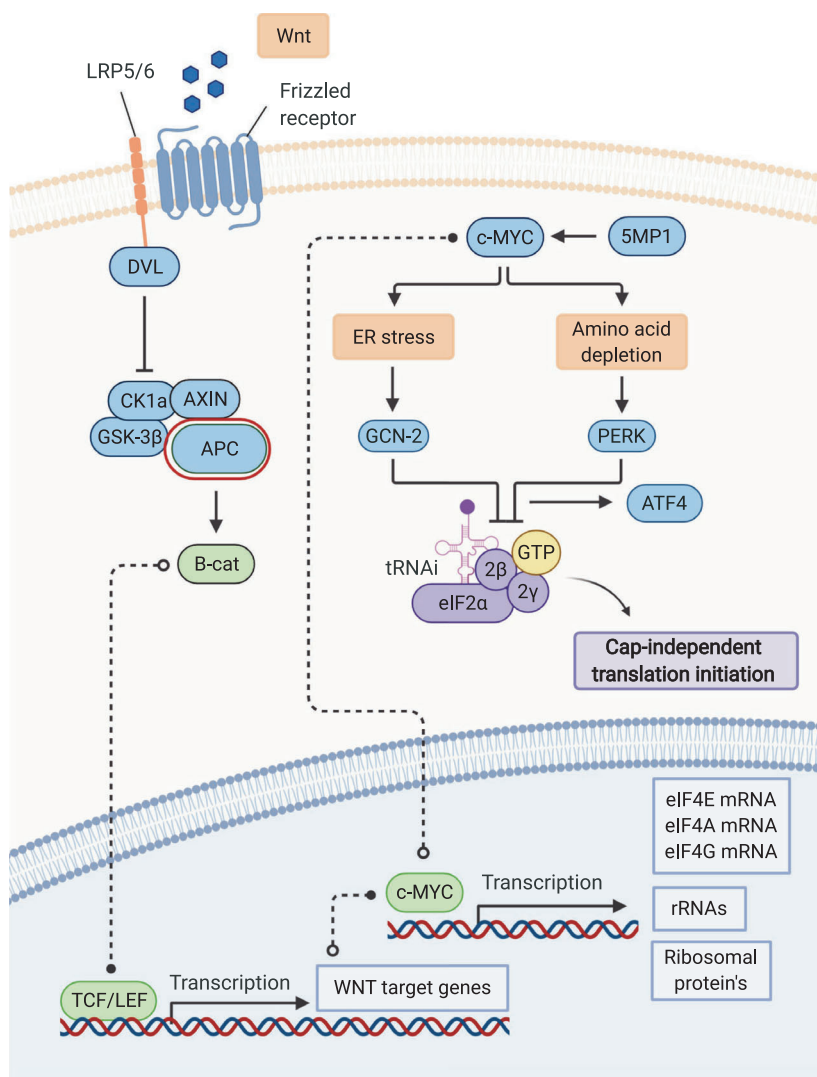 Wnt
LRP5/6
Frizzled
receptor
DVL
c-MYC
5MP1
ER stress
Amino acid
depletion
CK1a
AXIN
GSK-3β
APC
GCN-2
PERK
ATF4
B-cat
tRNAi
GTP
2β
2γ
eIF2α
Cap-independent
translation initiation
eIF4E mRNA
eIF4A mRNA
eIF4G mRNA
c-MYC
Transcription
rRNAs
Ribosomal
protein's
TCF/LEF
Transcription
WNT target genes